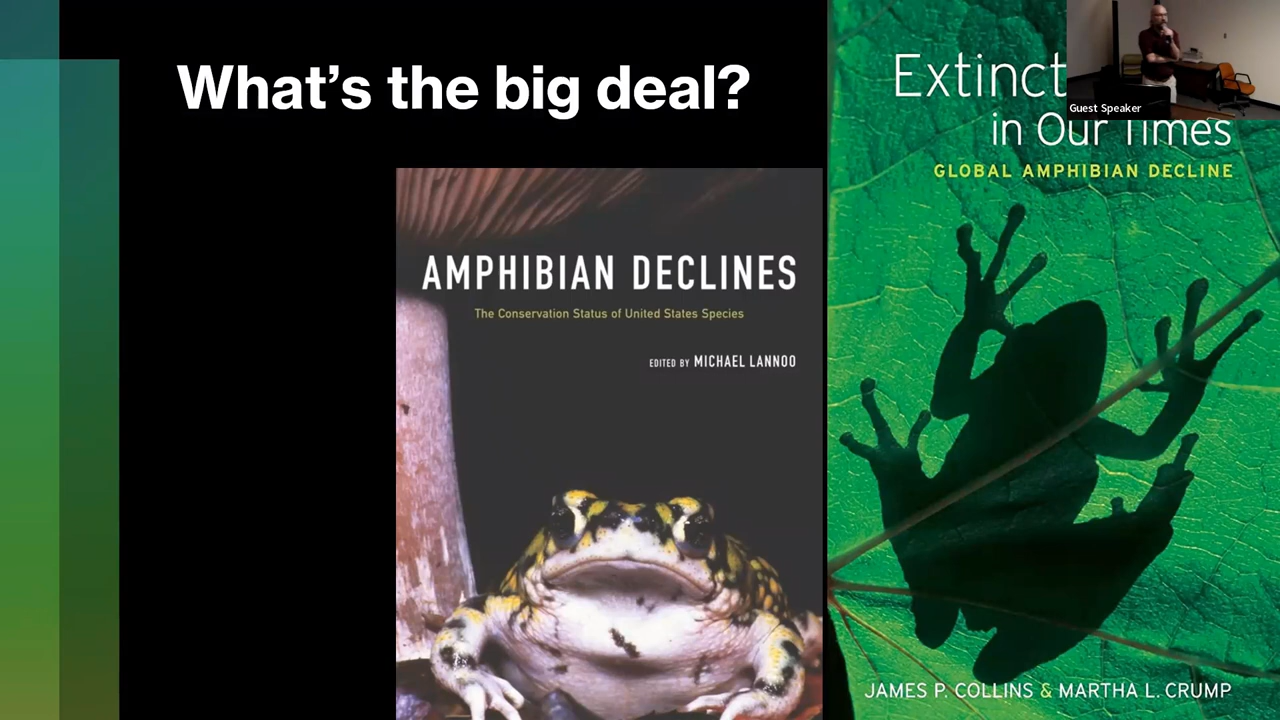 What's the big deal?
AMPHIBIAN DECLINES
The Conservation Status of United States Species
EDITED BY MICHAEL LANNOO
Extinct
in Our Times
GLOBAL AMPHIBIAN DECLINE
JAMES P. COLLINS & MARTHA L. CRUMP
Guest Speaker